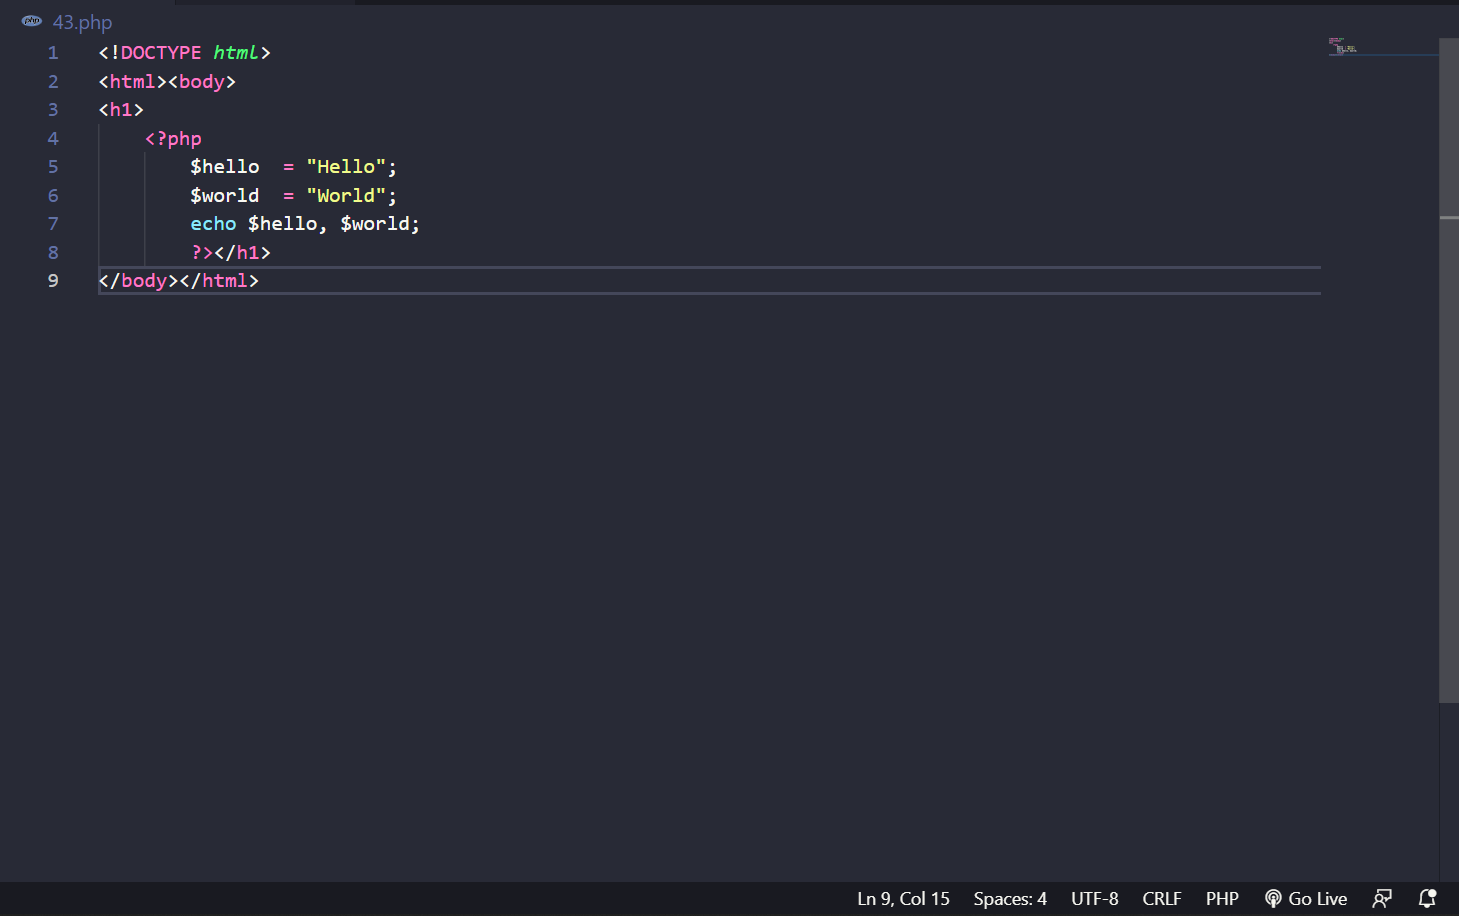 php 43.php
1 <!DOCTYPE html>
2 <html><body>
3 <h1>
4 <?php
5 $hello  = "Hello";
6 $world  = "World";
7 echo $hello, $world;
8 ?></h1>
9 </body></html>
Ln 9, Col 15 Spaces: 4 UTF-8 CRLF PHP Go Live